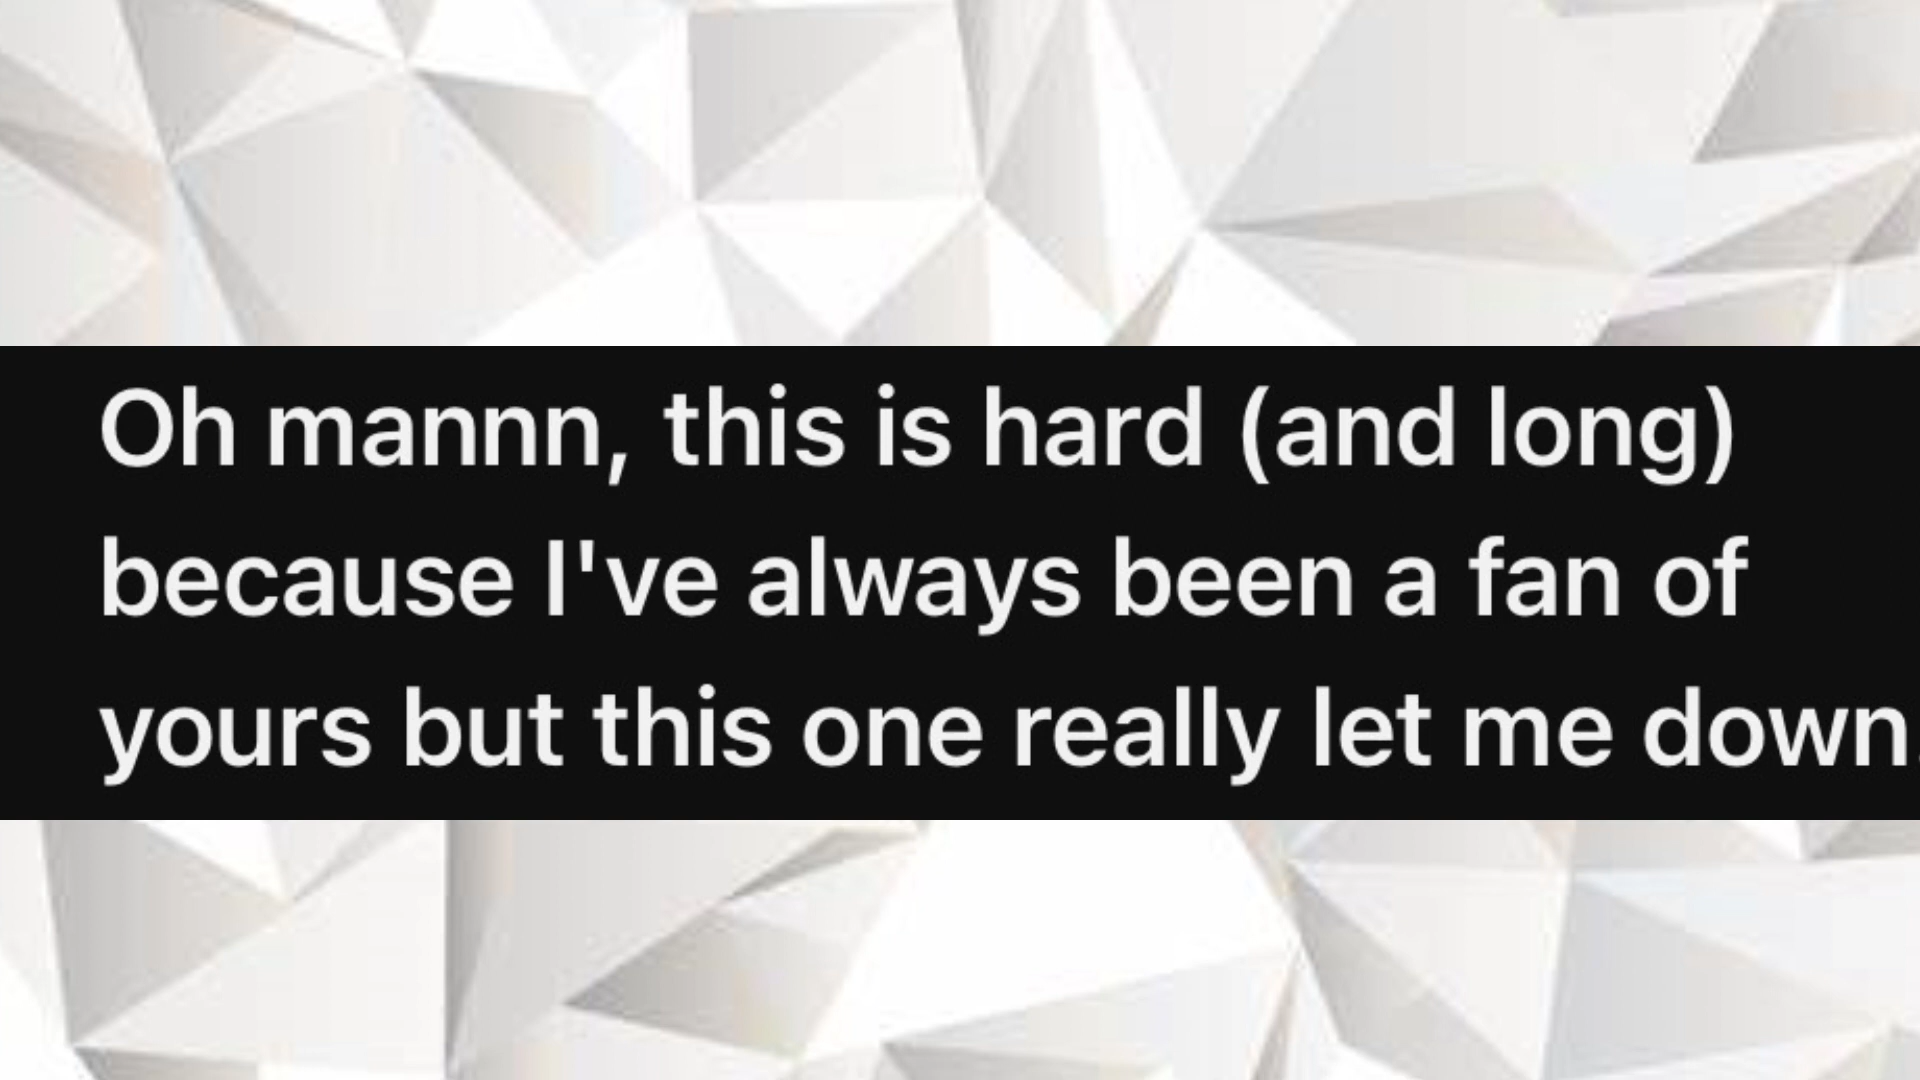 Oh mannn, this is hard (and long)
because I've always been a fan of
yours but this one really let me down.